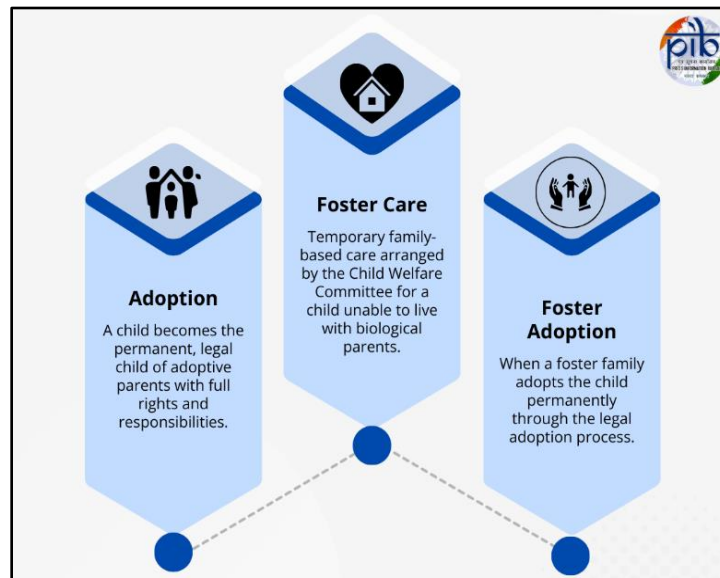 pib
Adoption
A child becomes the
permanent, legal
child of adoptive
parents with full
rights and
responsibilities.
Foster Care
Temporary family-
based care arranged
by the Child Welfare
Committee for a
child unable to live
with biological
parents.
Foster
Adoption
When a foster family
adopts the child
permanently
through the legal
adoption process.